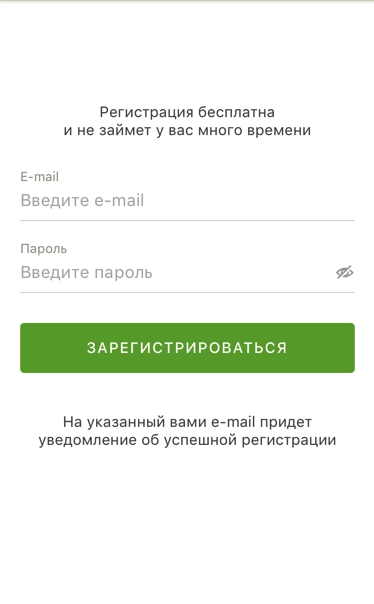 Регистрация бесплатна
и не займет у вас много времени
E-mail
Введите e-mail
Пароль
Введите пароль
ЗАРЕГИСТРИРОВАТЬСЯ
На указанный вами e-mail придет
уведомление об успешной регистрации